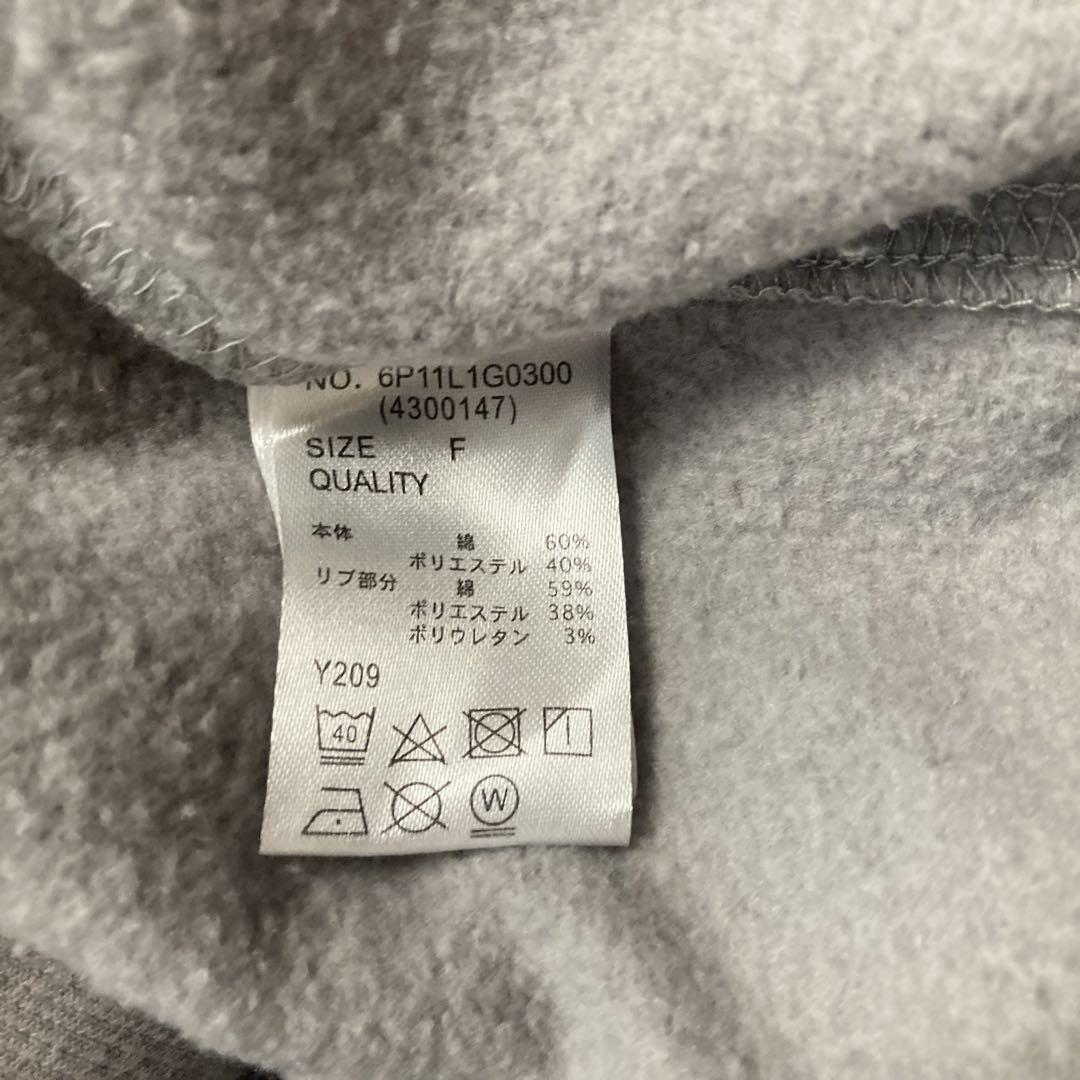 NO. 6P11L1G0300
(4300147)
SIZE F
QUALITY
本体 綿 60%
ポリエステル 40%
リブ部分 綿 59%
ポリエステル 38%
ポリウレタン 3%
Y209
40
W